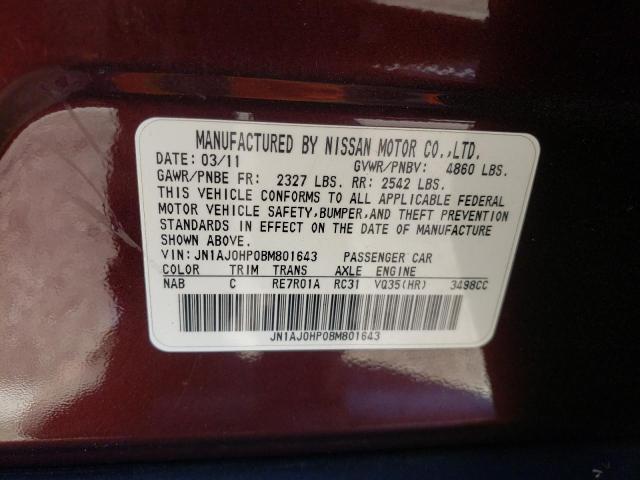 MANUFACTURED BY NISSAN MOTOR CO.,LTD.
DATE: 03/11 GVWR/PNBV: 4860 LBS.
GAWR/PNBE FR: 2327 LBS. RR: 2542 LBS.
THIS VEHICLE CONFORMS TO ALL APPLICABLE FEDERAL
MOTOR VEHICLE SAFETY,BUMPER,AND THEFT PREVENTION
STANDARDS IN EFFECT ON THE DATE OF MANUFACTURE
SHOWN ABOVE.
VIN: JN1AJ0HP0BM801643 PASSENGER CAR
COLOR TRIM TRANS AXLE ENGINE
NAB C RE7R01A RC31 VQ35(HR) 3498CC
JN1AJ0HP0BM801643